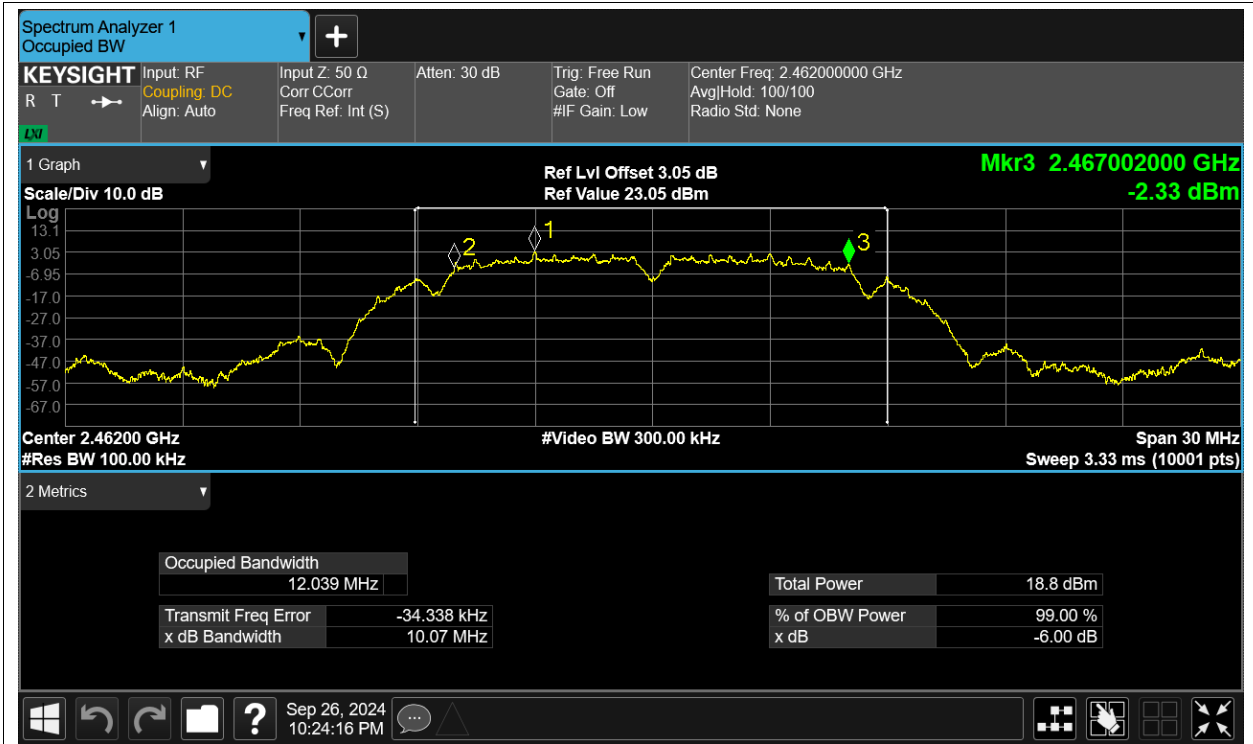 Spectrum Analyzer 1
Occupied BW
+
KEYSIGHT
R T
LXI
Input: RF
Coupling: DC
Align: Auto
Input Z: 50 Ω
Corr CCorr
Freq Ref: Int (S)
Atten: 30 dB
Trig: Free Run
Gate: Off
#IF Gain: Low
Center Freq: 2.462000000 GHz
Avg|Hold: 100/100
Radio Std: None
1 Graph
Scale/Div 10.0 dB
Ref Lvl Offset 3.05 dB
Ref Value 23.05 dBm
Mkr3 2.467002000 GHz
-2.33 dBm
Log
13.1
3.05
-6.95
-17.0
-27.0
-37.0
-47.0
-57.0
-67.0
2
1
3
Center 2.46200 GHz
#Video BW 300.00 kHz
Span 30 MHz
#Res BW 100.00 kHz
Sweep 3.33 ms (10001 pts)
2 Metrics
Occupied Bandwidth
12.039 MHz
Transmit Freq Error -34.338 kHz
x dB Bandwidth 10.07 MHz
Total Power 18.8 dBm
% of OBW Power 99.00 %
x dB -6.00 dB
?
Sep 26, 2024
10:24:16 PM